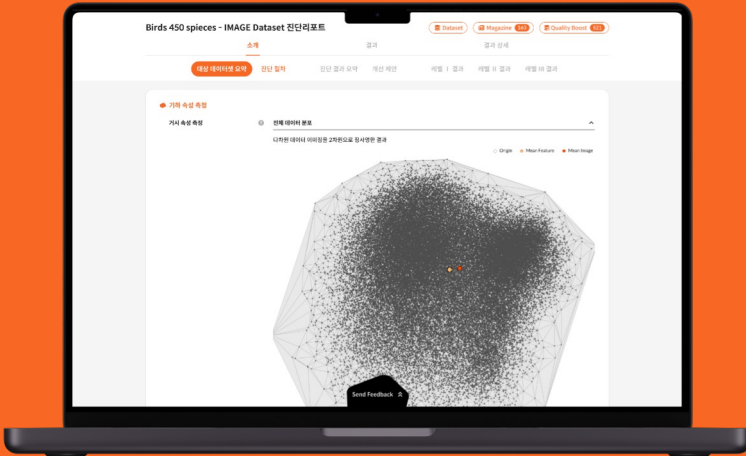 Birds 450 spieces - IMAGE Dataset 진단리포트
Dataset
Magazine
Quality Boost
소개
결과
결과 상세
대상 데이터셋 요약
진단 절차
진단 결과 요약
개선 제안
레벨 I 결과
레벨 II 결과
레벨 III 결과
기하 속성 측정
거시 속성 측정
전체 데이터 분포
다차원 데이터 이미징을 2차원으로 정사영한 결과
Origin
Mean-Feature
Mean-Image
Send Feedback